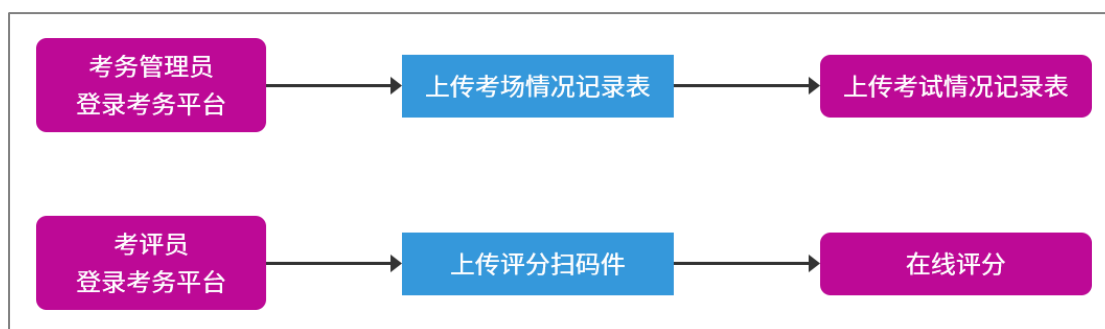 考务管理员
登录考务平台
上传考场情况记录表
上传考试情况记录表
考评员
登录考务平台
上传评分扫码件
在线评分